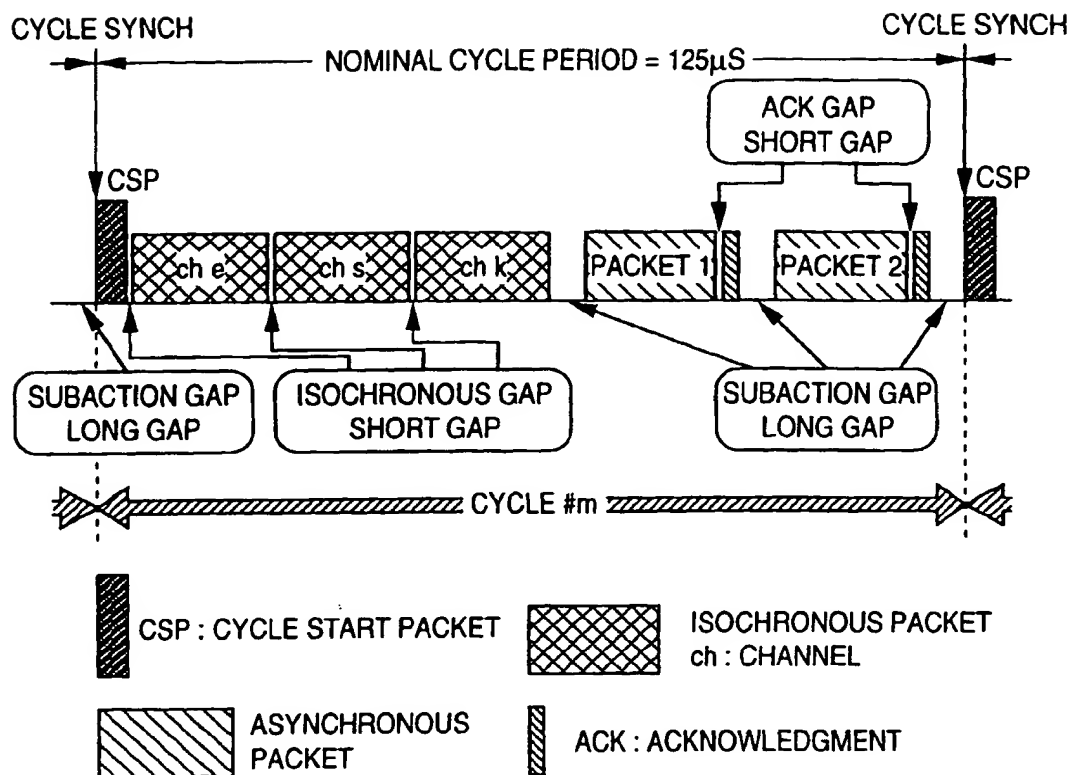 CYCLE SYNCH
CYCLE SYNCH
NOMINAL CYCLE PERIOD = 125μS
ACK GAP
SHORT GAP
CSP
CSP
ch e
ch s
ch k
PACKET 1
PACKET 2
SUBACTION GAP
LONG GAP
ISOCHRONOUS GAP
SHORT GAP
SUBACTION GAP
LONG GAP
CYCLE #m
CSP : CYCLE START PACKET
ISOCHRONOUS PACKET
ch : CHANNEL
ASYNCHRONOUS
PACKET
ACK : ACKNOWLEDGMENT